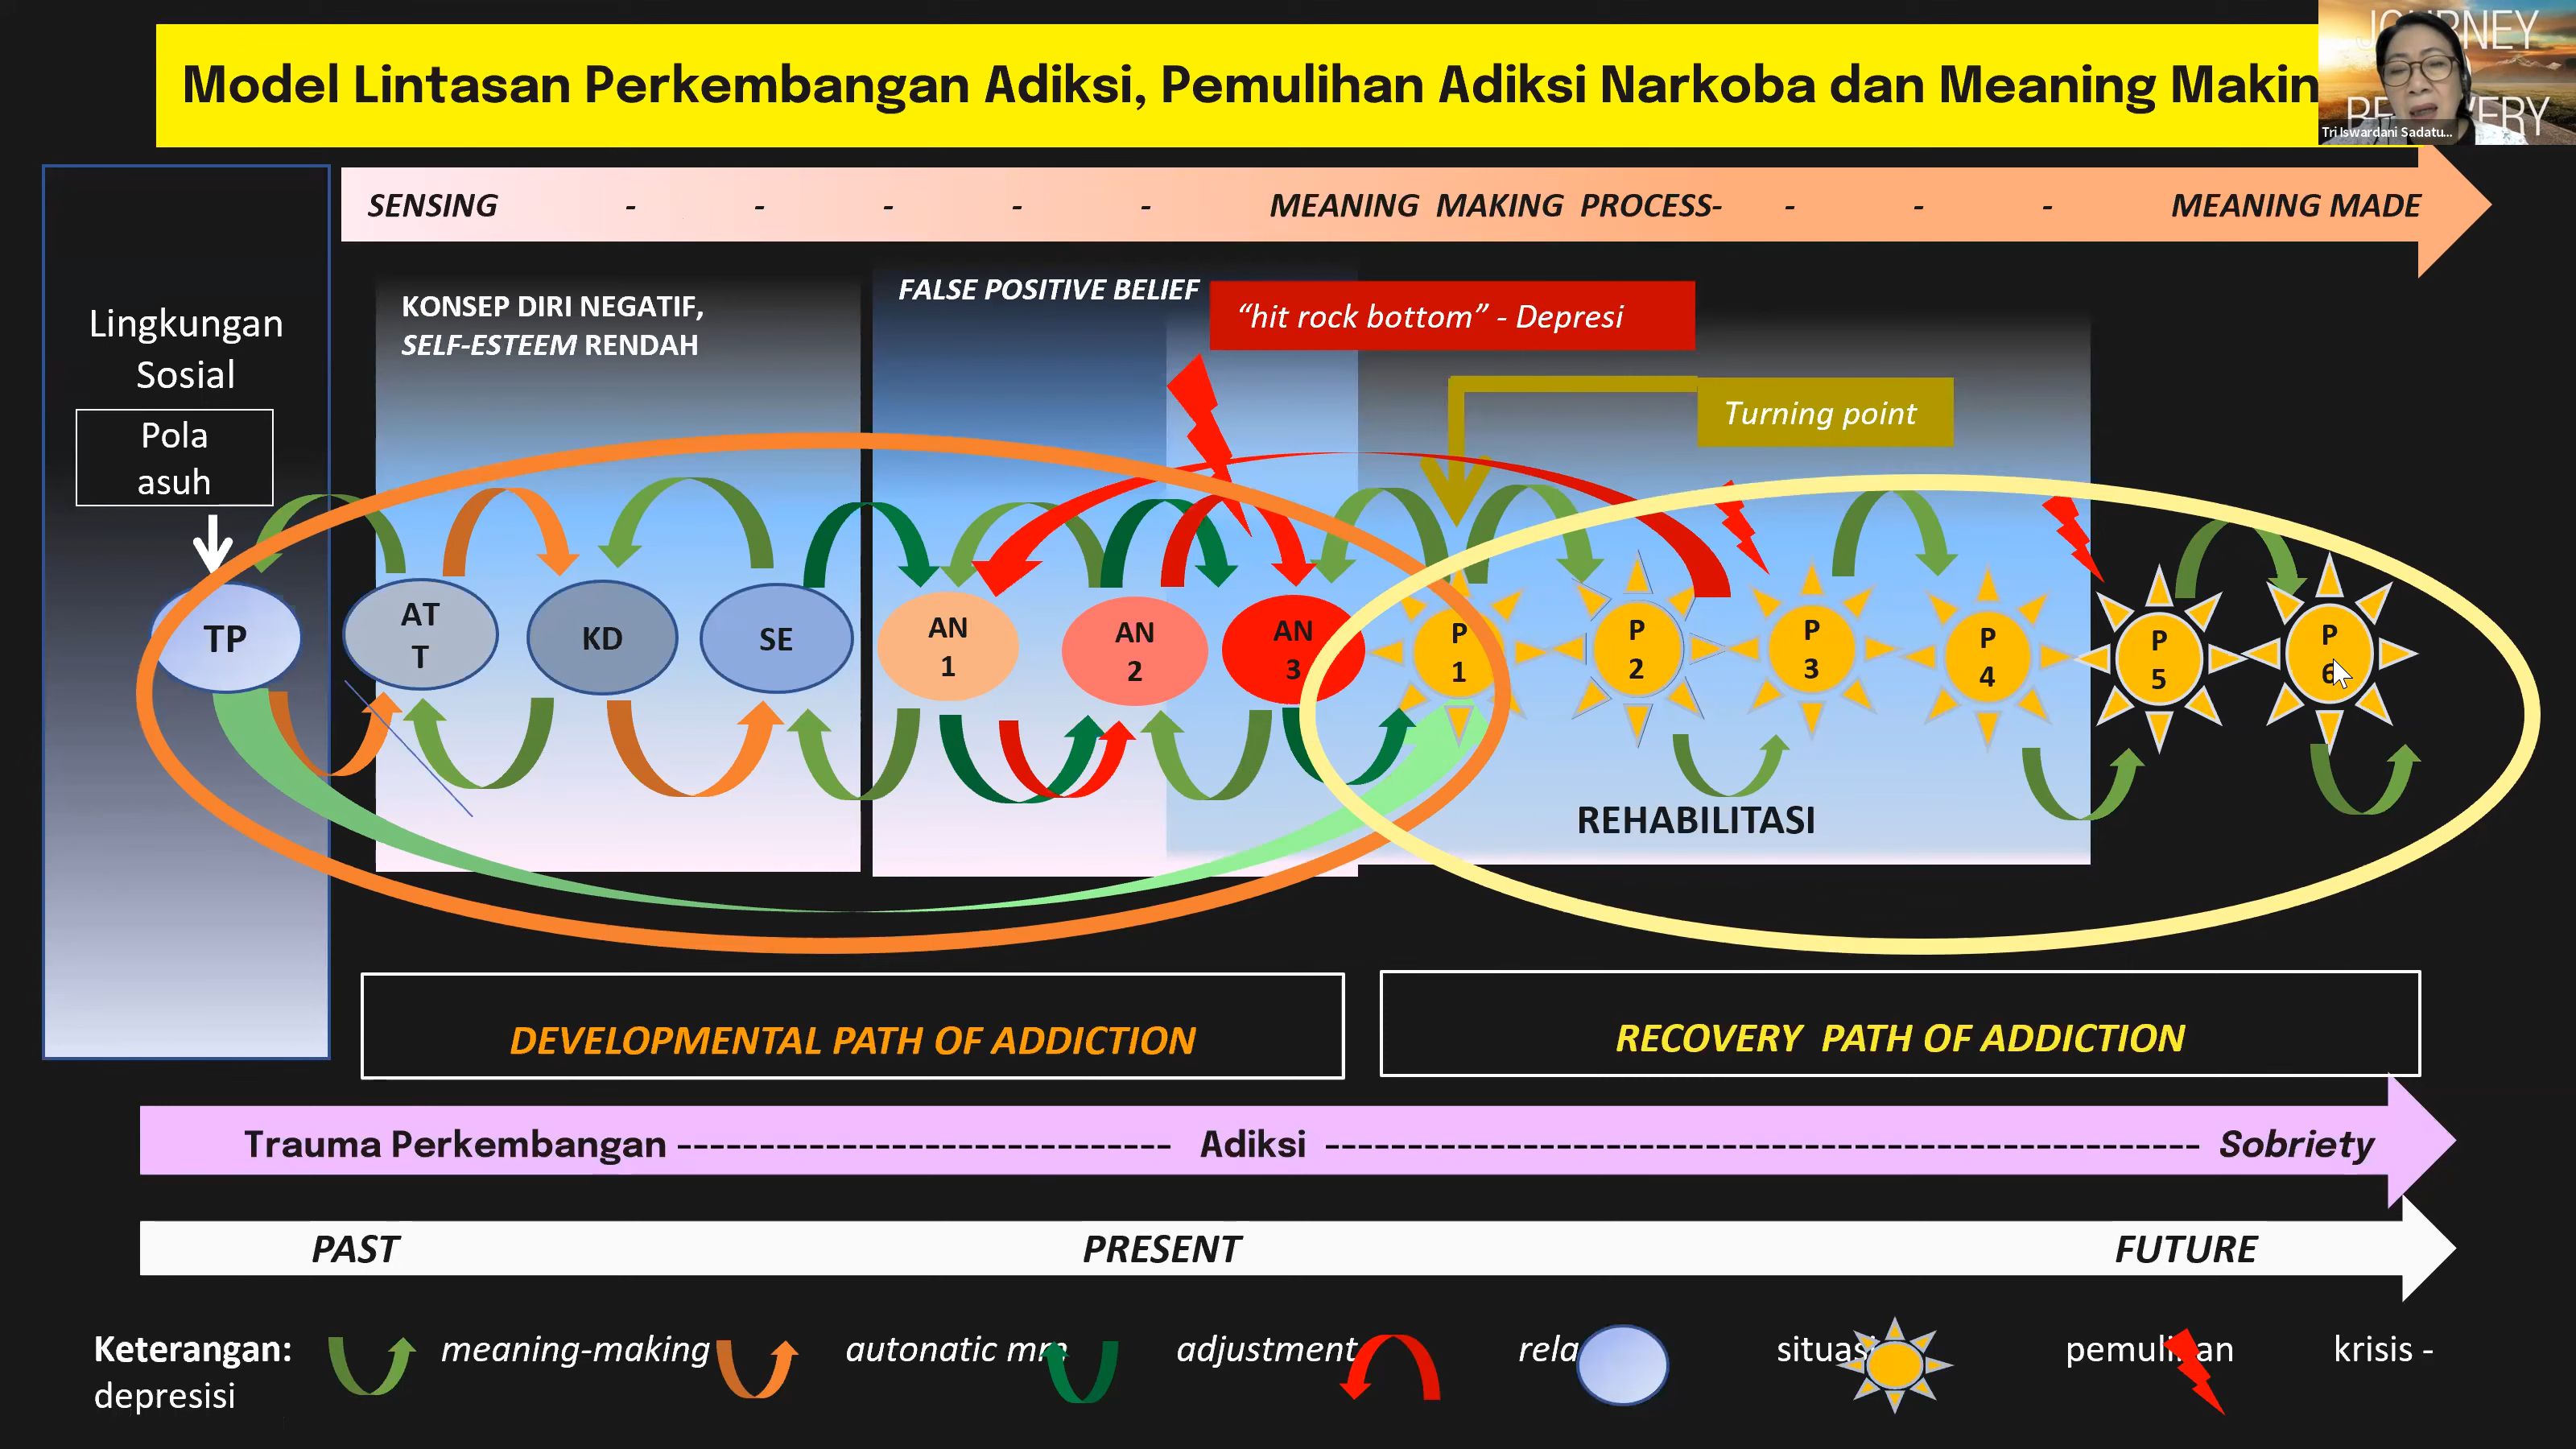 Model Lintasan Perkembangan Adiksi, Pemulihan Adiksi Narkoba dan Meaning Makin
JOURNEY
RECOVERY
Tri Iswardani Sadatu...
SENSING - - - - - MEANING MAKING PROCESS- - - - MEANING MADE
Lingkungan
Sosial
Pola
asuh
KONSEP DIRI NEGATIF,
SELF-ESTEEM RENDAH
FALSE POSITIVE BELIEF
“hit rock bottom” - Depresi
Turning point
TP
AT
T
KD
SE
AN
1
AN
2
AN
3
P
1
P
2
P
3
P
4
P
5
P
6
REHABILITASI
DEVELOPMENTAL PATH OF ADDICTION
RECOVERY PATH OF ADDICTION
Trauma Perkembangan ------------------------------ Adiksi ------------------------------------------------------ Sobriety
PAST PRESENT FUTURE
Keterangan: meaning-making autonatic mm adjustment rela situasi pemulihan krisis -
depresisi